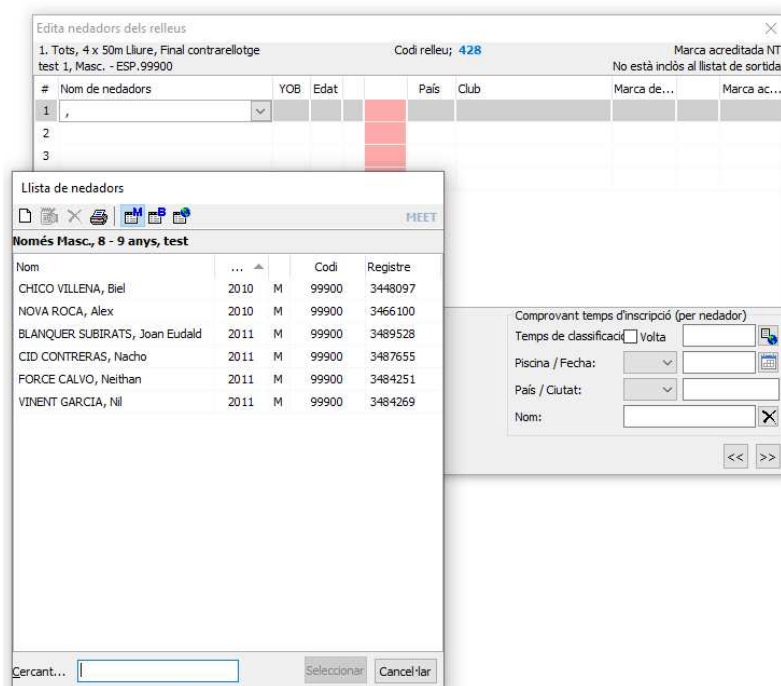 Edita nedadors dels relleus
1. Tots, 4 x 50m Lliure, Final contrarellotge Codi relleu; 428 Marca acreditada NT
test 1, Masc. - ESP.99900 No està inclòs al llistat de sortida
# Nom de nedadors YOB Edat País Club Marca de... Marca ac...
1 ,
2
3
Llista de nedadors
M B MEET
Només Masc., 8 - 9 anys, test
Nom ... Codi Registre
CHICO VILLENA, Biel 2010 M 99900 3448097
NOVA ROCA, Alex 2010 M 99900 3466100
BLANQUER SUBIRATS, Joan Eudald 2011 M 99900 3489528
CID CONTRERAS, Nacho 2011 M 99900 3487655
FORCE CALVO, Neithan 2011 M 99900 3484251
VINENT GARCIA, Nil 2011 M 99900 3484269
Comprovant temps d'inscripció (per nedador)
Temps de classificació Volta
Piscina / Fecha:
País / Ciutat:
Nom:
<< >>
Cercant... Seleccionar Cancel·lar